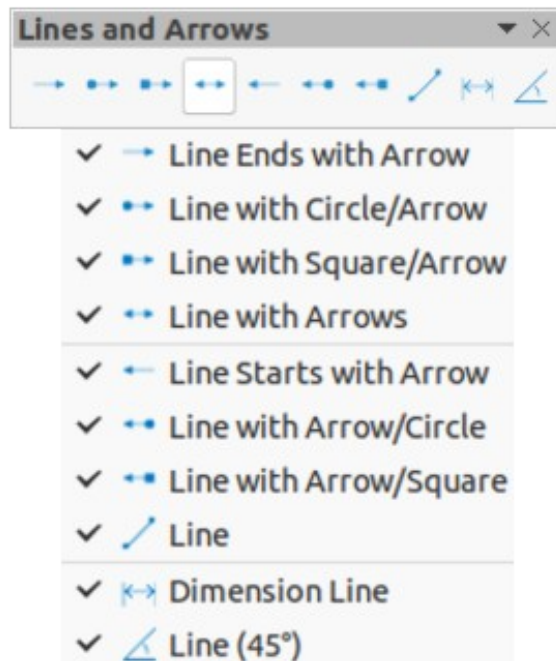 Lines and Arrows
Line Ends with Arrow
Line with Circle/Arrow
Line with Square/Arrow
Line with Arrows
Line Starts with Arrow
Line with Arrow/Circle
Line with Arrow/Square
Line
Dimension Line
Line (45°)